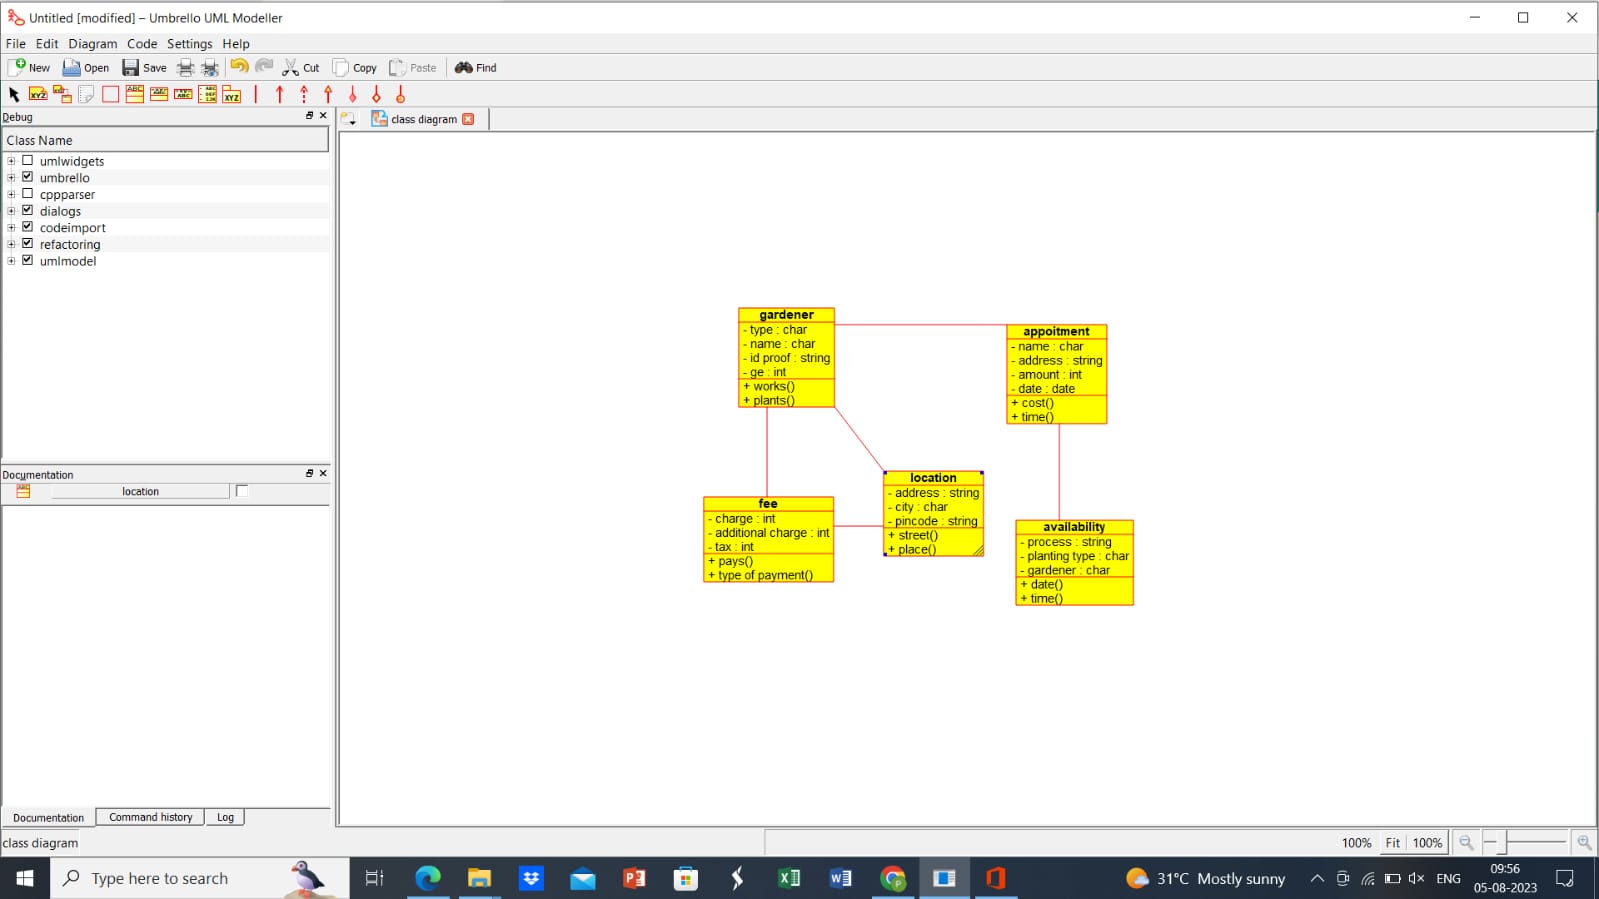 Untitled [modified] – Umbrello UML Modeller
File Edit Diagram Code Settings Help
New Open Save Cut Copy Paste Find
Debug
class diagram
Class Name
umlwidgets
umbrello
cppparser
dialogs
codeimport
refactoring
umlmodel
gardener
- type : char
- name : char
- id proof : string
- ge : int
+ works()
+ plants()
appoitment
- name : char
- address : string
- amount : int
- date : date
+ cost()
+ time()
location
- address : string
- city : char
- pincode : string
+ street()
+ place()
fee
- charge : int
- additional charge : int
- tax : int
+ pays()
+ type of payment()
availability
- process : string
- planting type : char
- gardener : char
+ date()
+ time()
Documentation
location
Documentation Command history Log
class diagram
100% Fit 100%
Type here to search
31°C Mostly sunny
ENG
09:56
05-08-2023